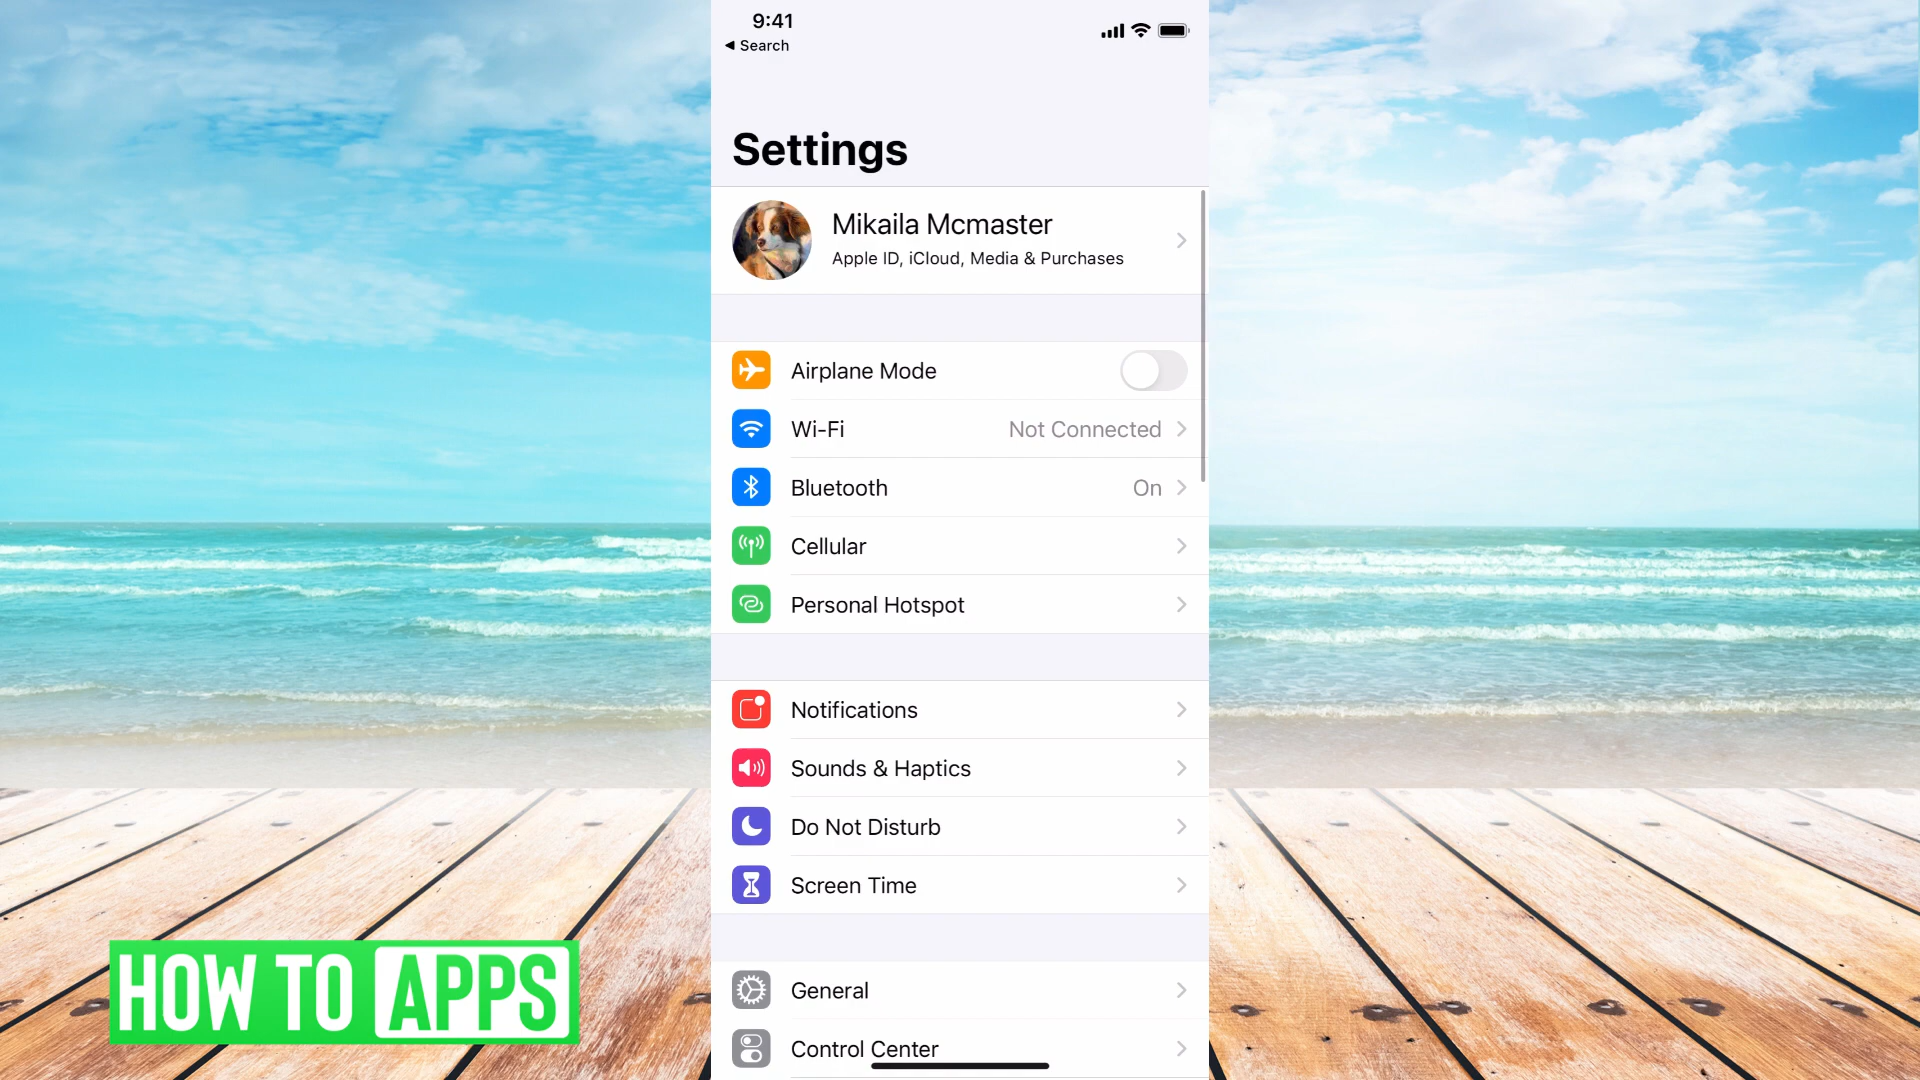 9:41
◀ Search
Settings
Mikaila Mcmaster
Apple ID, iCloud, Media & Purchases
Airplane Mode
Wi-Fi Not Connected
Bluetooth On
Cellular
Personal Hotspot
Notifications
Sounds & Haptics
Do Not Disturb
Screen Time
General
Control Center
HOW TO APPS